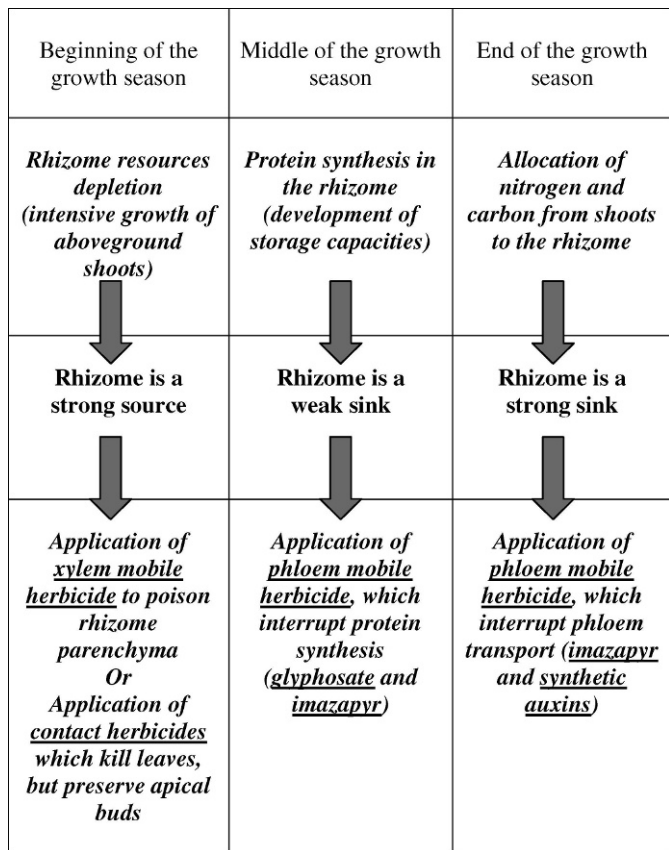 Beginning of the
growth season
Middle of the growth
season
End of the growth
season
Rhizome resources
depletion
(intensive growth of
aboveground
shoots)
Protein synthesis in
the rhizome
(development of
storage capacities)
Allocation of
nitrogen and
carbon from shoots
to the rhizome
Rhizome is a
strong source
Rhizome is a
weak sink
Rhizome is a
strong sink
Application of
xylem mobile
herbicide to poison
rhizome
parenchyma
Or
Application of
contact herbicides
which kill leaves,
but preserve apical
buds
Application of
phloem mobile
herbicide, which
interrupt protein
synthesis
(glyphosate and
imazapyr)
Application of
phloem mobile
herbicide, which
interrupt phloem
transport (imazapyr
and synthetic
auxins)